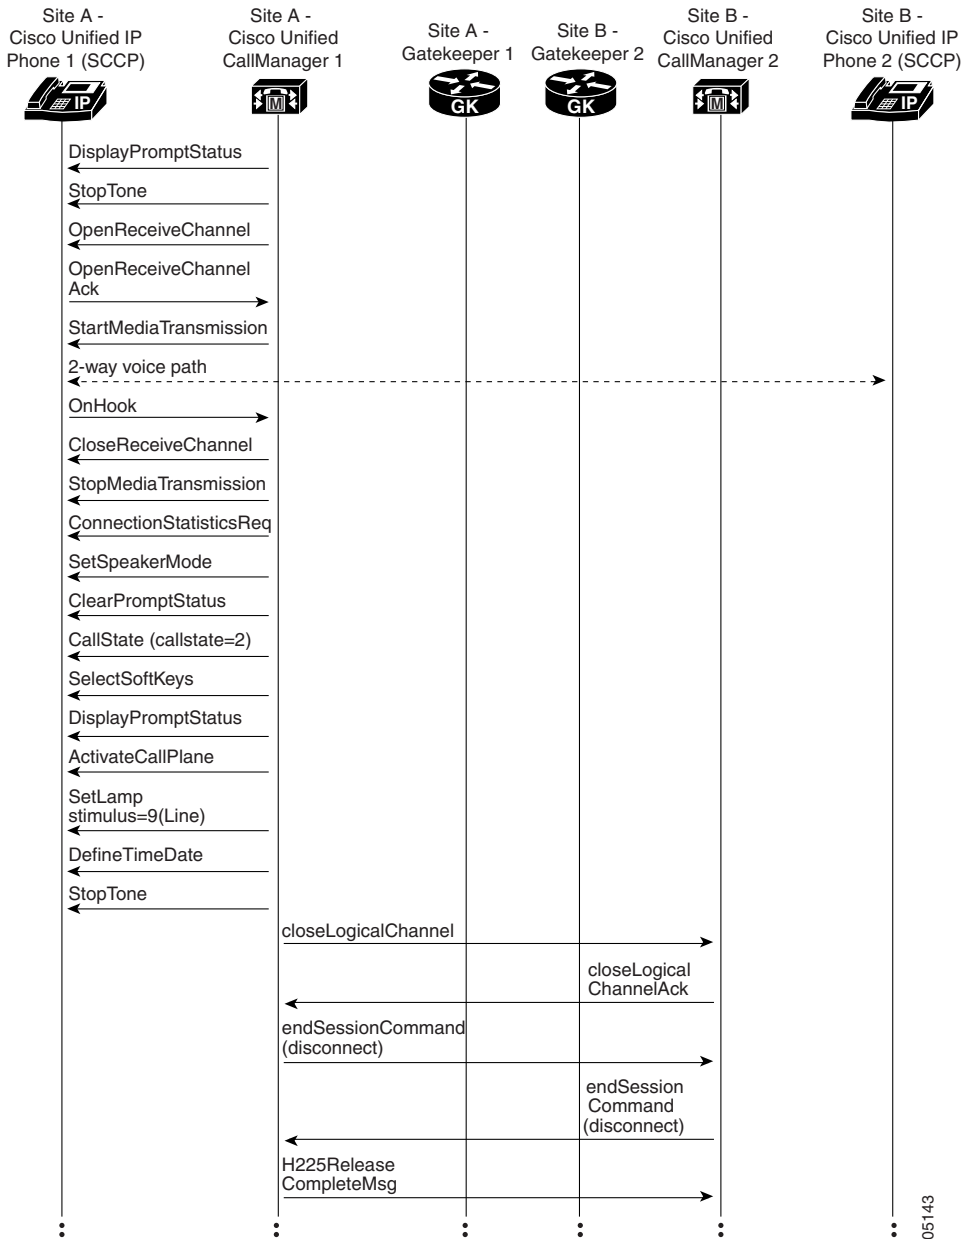 Site A -
Cisco Unified IP
Phone 1 (SCCP)
Site A -
Cisco Unified
CallManager 1
Site A -
Gatekeeper 1
Site B -
Gatekeeper 2
Site B -
Cisco Unified
CallManager 2
Site B -
Cisco Unified IP
Phone 2 (SCCP)
IP
M
GK
GK
M
IP
DisplayPromptStatus
StopTone
OpenReceiveChannel
OpenReceiveChannel
Ack
StartMediaTransmission
2-way voice path
OnHook
CloseReceiveChannel
StopMediaTransmission
ConnectionStatisticsReq
SetSpeakerMode
ClearPromptStatus
CallState (callstate=2)
SelectSoftKeys
DisplayPromptStatus
ActivateCallPlane
SetLamp
stimulus=9(Line)
DefineTimeDate
StopTone
closeLogicalChannel
closeLogical
ChannelAck
endSessionCommand
(disconnect)
endSession
Command
(disconnect)
H225Release
CompleteMsg
05143